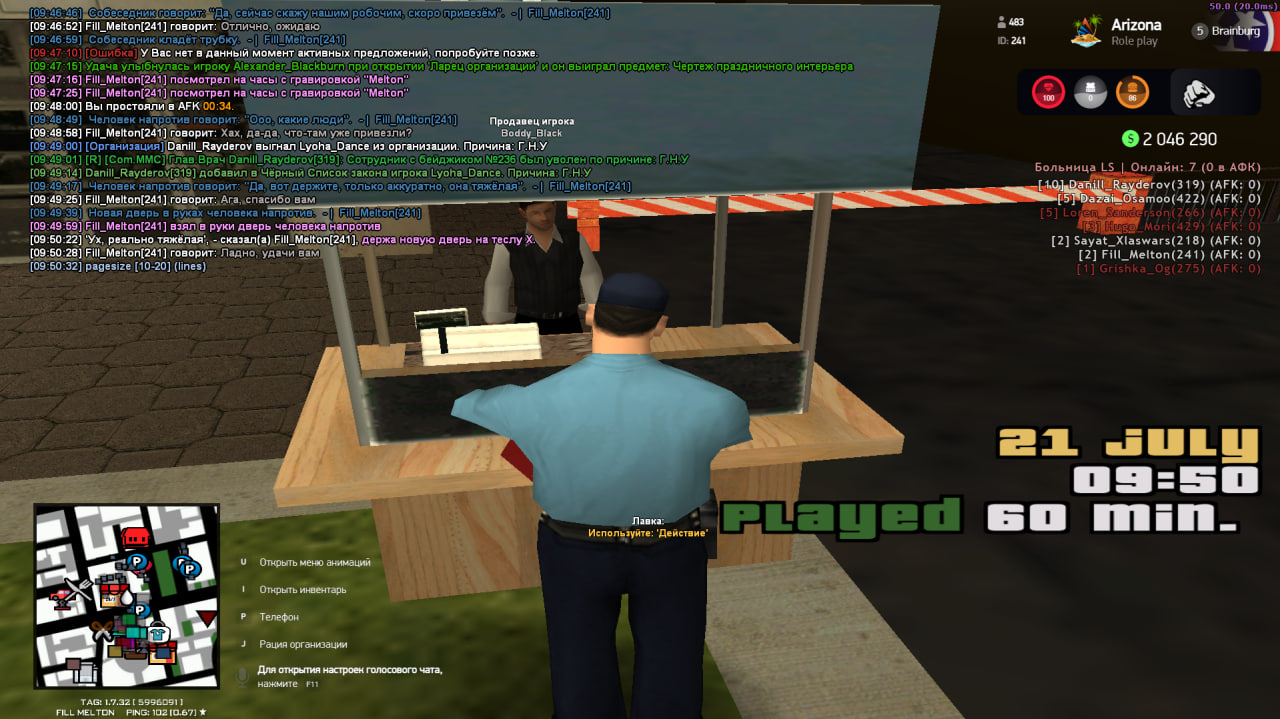 50.0 (20.0ms)
[09:46:46] Собеседник говорит: "Да, сейчас скажу нашим робочим, скоро привезём". - | Fill_Melton[241]
[09:46:52] Fill_Melton[241] говорит: Отлично, ожидаю
[09:46:59] Собеседник кладёт трубку. - | Fill_Melton[241]
[09:47:10] [Ошибка] У Вас нет в данный момент активных предложений, попробуйте позже.
[09:47:15] Удача улыбнулась игроку Alexander_Blackburn при открытии 'Ларец организации' и он выиграл предмет: Чертеж праздничного интерьера
[09:47:16] Fill_Melton[241] посмотрел на часы с гравировкой "Melton"
[09:47:25] Fill_Melton[241] посмотрел на часы с гравировкой "Melton"
[09:48:00] Вы простояли в AFK 00:34.
[09:48:49] Человек напротив говорит: "Ооо, какие люди". - | Fill_Melton[241]
[09:48:58] Fill_Melton[241] говорит: Хах, да-да, что-там уже привезли?
[09:49:00] [Организация] Danill_Rayderov выгнал Lyoha_Dance из организации. Причина: Г.Н.У
[09:49:01] [R] [Com.MMC] Глав.Врач Danill_Rayderov[319]: Сотрудник с бейджиком №236 был уволен по причине: Г.Н.У
[09:49:14] Danill_Rayderov[319] добавил в Чёрный Список закона игрока Lyoha_Dance. Причина: Г.Н.У
[09:49:17] Человек напротив говорит: "Да, вот держите, только аккуратно, она тяжёлая". - | Fill_Melton[241]
[09:49:25] Fill_Melton[241] говорит: Ага, спасибо вам
[09:49:39] Новая дверь в руках человека напротив. - | Fill_Melton[241]
[09:49:59] Fill_Melton[241] взял в руки дверь человека напротив
[09:50:22] 'Ух, реально тяжёлая', - сказал(а) Fill_Melton[241], держа новую дверь на теслу X.
[09:50:28] Fill_Melton[241] говорит: Ладно, удачи вам
[09:50:32] pagesize [10-20] (lines)
Продавец игрока
Boddy_Black
483
ID: 241
Arizona
Role play
5 Brainburg
100
0
86
$ 2 046 290
Больница LS | Онлайн: 7 (0 в АФК)
[10] Danill_Rayderov(319) (AFK: 0)
[5] Dazai_Osamoo(422) (AFK: 0)
[5] Loren_Sanderson(266) (AFK: 0)
[3] Hugo_Mori(429) (AFK: 0)
[2] Sayat_Xlaswars(218) (AFK: 0)
[2] Fill_Melton(241) (AFK: 0)
[1] Grishka_Og(275) (AFK: 0)
21 July
09:50
Played 60 min.
Лавка:
Используйте: 'Действие'
U Открыть меню анимаций
I Открыть инвентарь
P Телефон
J Рация организации
Для открытия настроек голосового чата,
нажмите F11
TAG: 1.7.32 [ 5996091 ]
FILL MELTON PING: 102 (0.67) ★